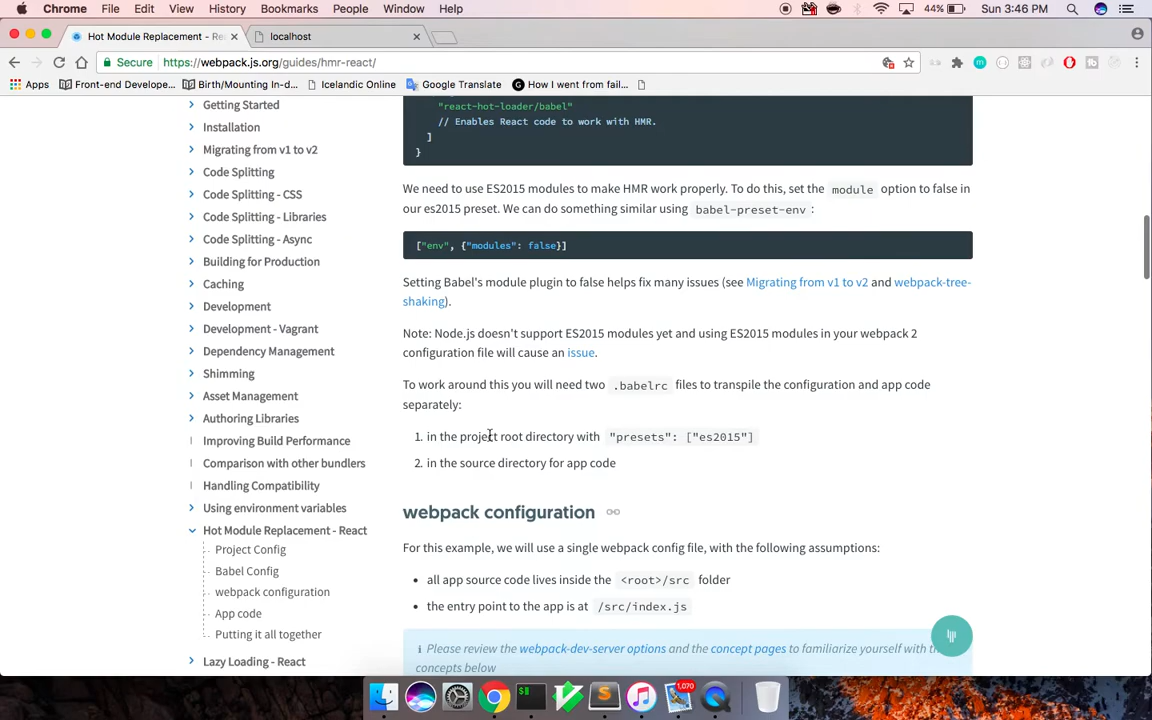 Chrome File Edit View History Bookmarks People Window Help 44% Sun 3:46 PM
Hot Module Replacement - Re
localhost
Secure https://webpack.js.org/guides/hmr-react/
Apps Front-end Develope... Birth/Mounting In-d... Icelandic Online Google Translate How I went from fail...
Getting Started
Installation
Migrating from v1 to v2
Code Splitting
Code Splitting - CSS
Code Splitting - Libraries
Code Splitting - Async
Building for Production
Caching
Development
Development - Vagrant
Dependency Management
Shimming
Asset Management
Authoring Libraries
Improving Build Performance
Comparison with other bundlers
Handling Compatibility
Using environment variables
Hot Module Replacement - React
Project Config
Babel Config
webpack configuration
App code
Putting it all together
Lazy Loading - React
"react-hot-loader/babel"
// Enables React code to work with HMR.
]
}
We need to use ES2015 modules to make HMR work properly. To do this, set the module option to false in
our es2015 preset. We can do something similar using babel-preset-env :
["env", {"modules": false}]
Setting Babel's module plugin to false helps fix many issues (see Migrating from v1 to v2 and webpack-tree-
shaking).
Note: Node.js doesn't support ES2015 modules yet and using ES2015 modules in your webpack 2
configuration file will cause an issue.
To work around this you will need two .babelrc files to transpile the configuration and app code
separately:
1. in the project root directory with "presets": ["es2015"]
2. in the source directory for app code
webpack configuration
For this example, we will use a single webpack config file, with the following assumptions:
• all app source code lives inside the <root>/src folder
• the entry point to the app is at /src/index.js
i Please review the webpack-dev-server options and the concept pages to familiarize yourself with
concepts below
1,070